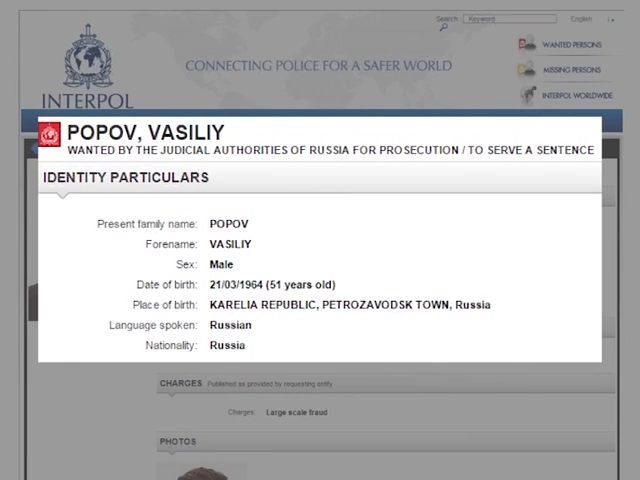 Search Keyword English
WANTED PERSONS
CONNECTING POLICE FOR A SAFER WORLD
MISSING PERSONS
INTERPOL WORLDWIDE
INTERPOL
POPOV, VASILIY
WANTED BY THE JUDICIAL AUTHORITIES OF RUSSIA FOR PROSECUTION / TO SERVE A SENTENCE
IDENTITY PARTICULARS
Present family name: POPOV
Forename: VASILIY
Sex: Male
Date of birth: 21/03/1964 (51 years old)
Place of birth: KARELIA REPUBLIC, PETROZAVODSK TOWN, Russia
Language spoken: Russian
Nationality: Russia
CHARGES Published as provided by requesting entity
Charges: Large scale fraud
PHOTOS